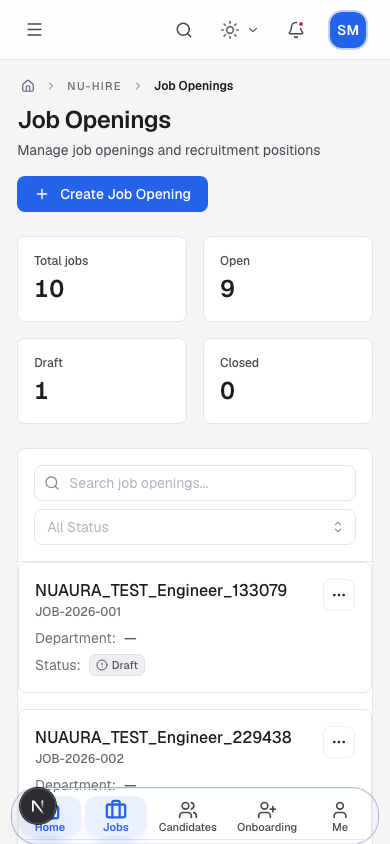 SM
NU-HIRE
Job Openings
Job Openings
Manage job openings and recruitment positions
+ Create Job Opening
Total jobs
10
Open
9
Draft
1
Closed
0
Search job openings...
All Status
NUAURA_TEST_Engineer_133079
JOB-2026-001
Department: —
Status: Draft
NUAURA_TEST_Engineer_229438
JOB-2026-002
Department: —
N
Home
Jobs
Candidates
Onboarding
Me